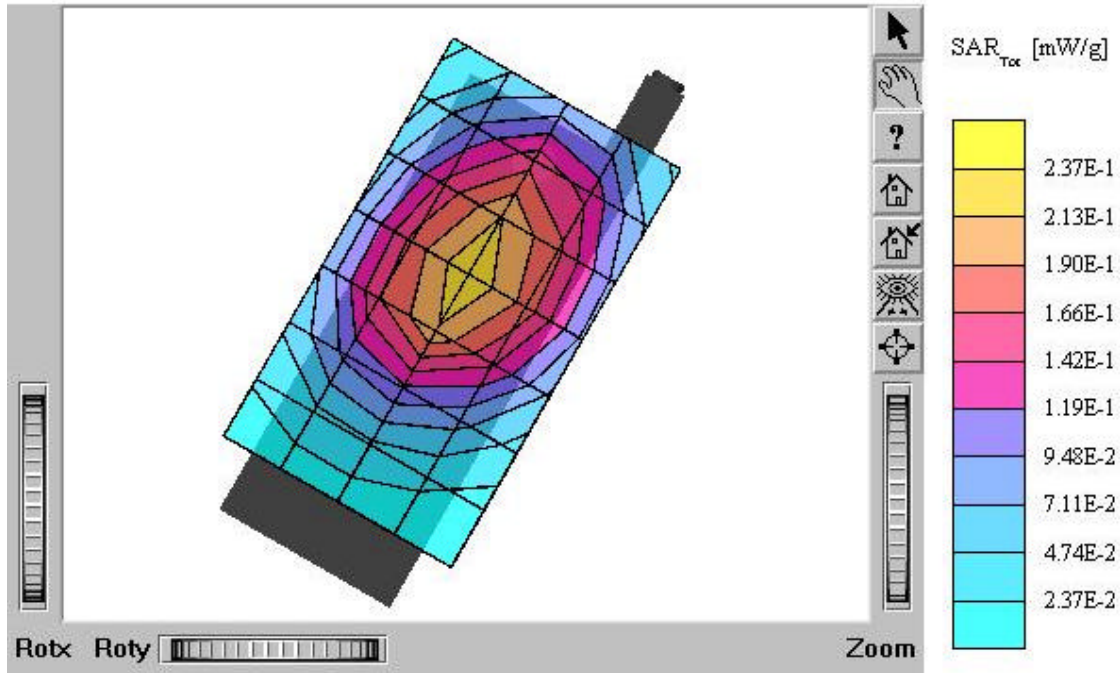 SAR_Tot [mW/g]
?
2.37E-1
2.13E-1
1.90E-1
1.66E-1
1.42E-1
1.19E-1
9.48E-2
7.11E-2
4.74E-2
2.37E-2
Rotx Roty Zoom